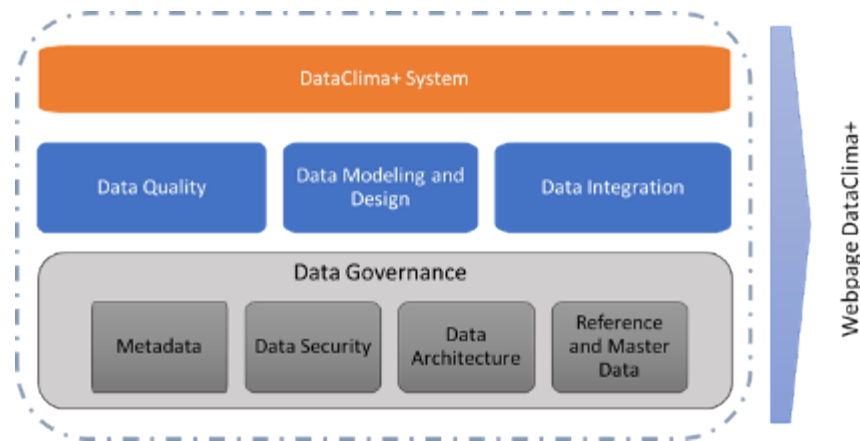 DataClima+ System
Data Quality
Data Modeling and
Design
Data Integration
Data Governance
Metadata
Data Security
Data
Architecture
Reference
and Master
Data
Webpage DataClima+